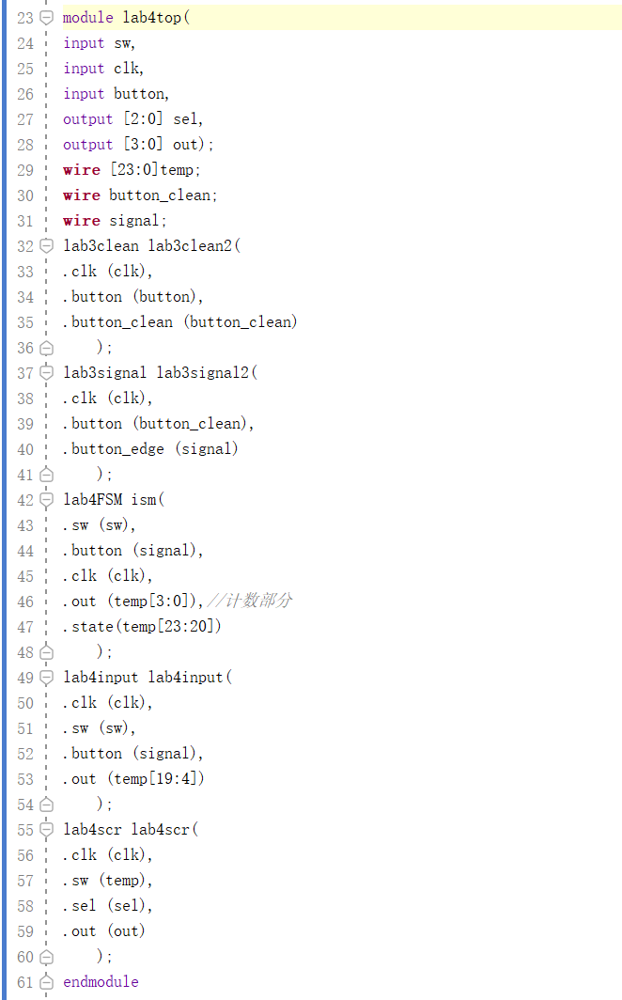 23 module lab4top(
24 input sw,
25 input clk,
26 input button,
27 output [2:0] sel,
28 output [3:0] out);
29 wire [23:0]temp;
30 wire button_clean;
31 wire signal;
32 lab3clean lab3clean2(
33 .clk (clk),
34 .button (button),
35 .button_clean (button_clean)
36     );
37 lab3signal lab3signal2(
38 .clk (clk),
39 .button (button_clean),
40 .button_edge (signal)
41     );
42 lab4FSM ism(
43 .sw (sw),
44 .button (signal),
45 .clk (clk),
46 .out (temp[3:0]),//计数部分
47 .state(temp[23:20])
48     );
49 lab4input lab4input(
50 .clk (clk),
51 .sw (sw),
52 .button (signal),
53 .out (temp[19:4])
54     );
55 lab4scr lab4scr(
56 .clk (clk),
57 .sw (temp),
58 .sel (sel),
59 .out (out)
60     );
61 endmodule